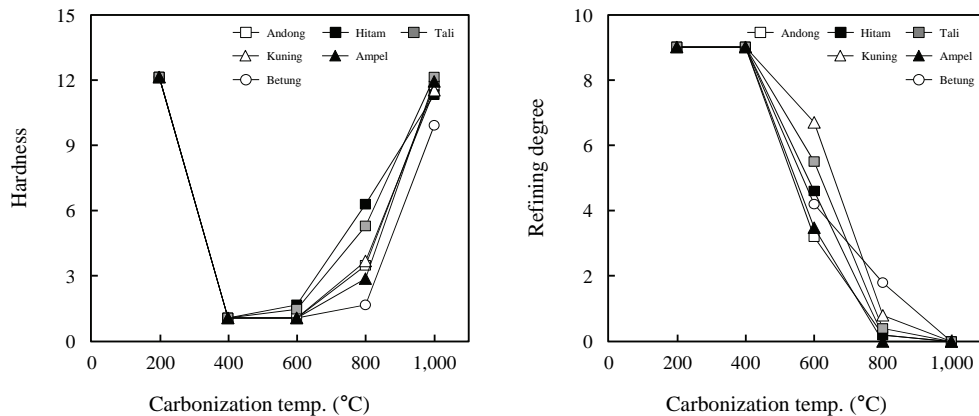 Andong Hitam Tali
Kuning Ampel
Betung
15
12
9
6
3
0
Hardness
0 200 400 600 800 1,000
Carbonization temp. (°C)
Andong Hitam Tali
Kuning Ampel
Betung
10
8
6
4
2
0
Refining degree
0 200 400 600 800 1,000
Carbonization temp. (°C)